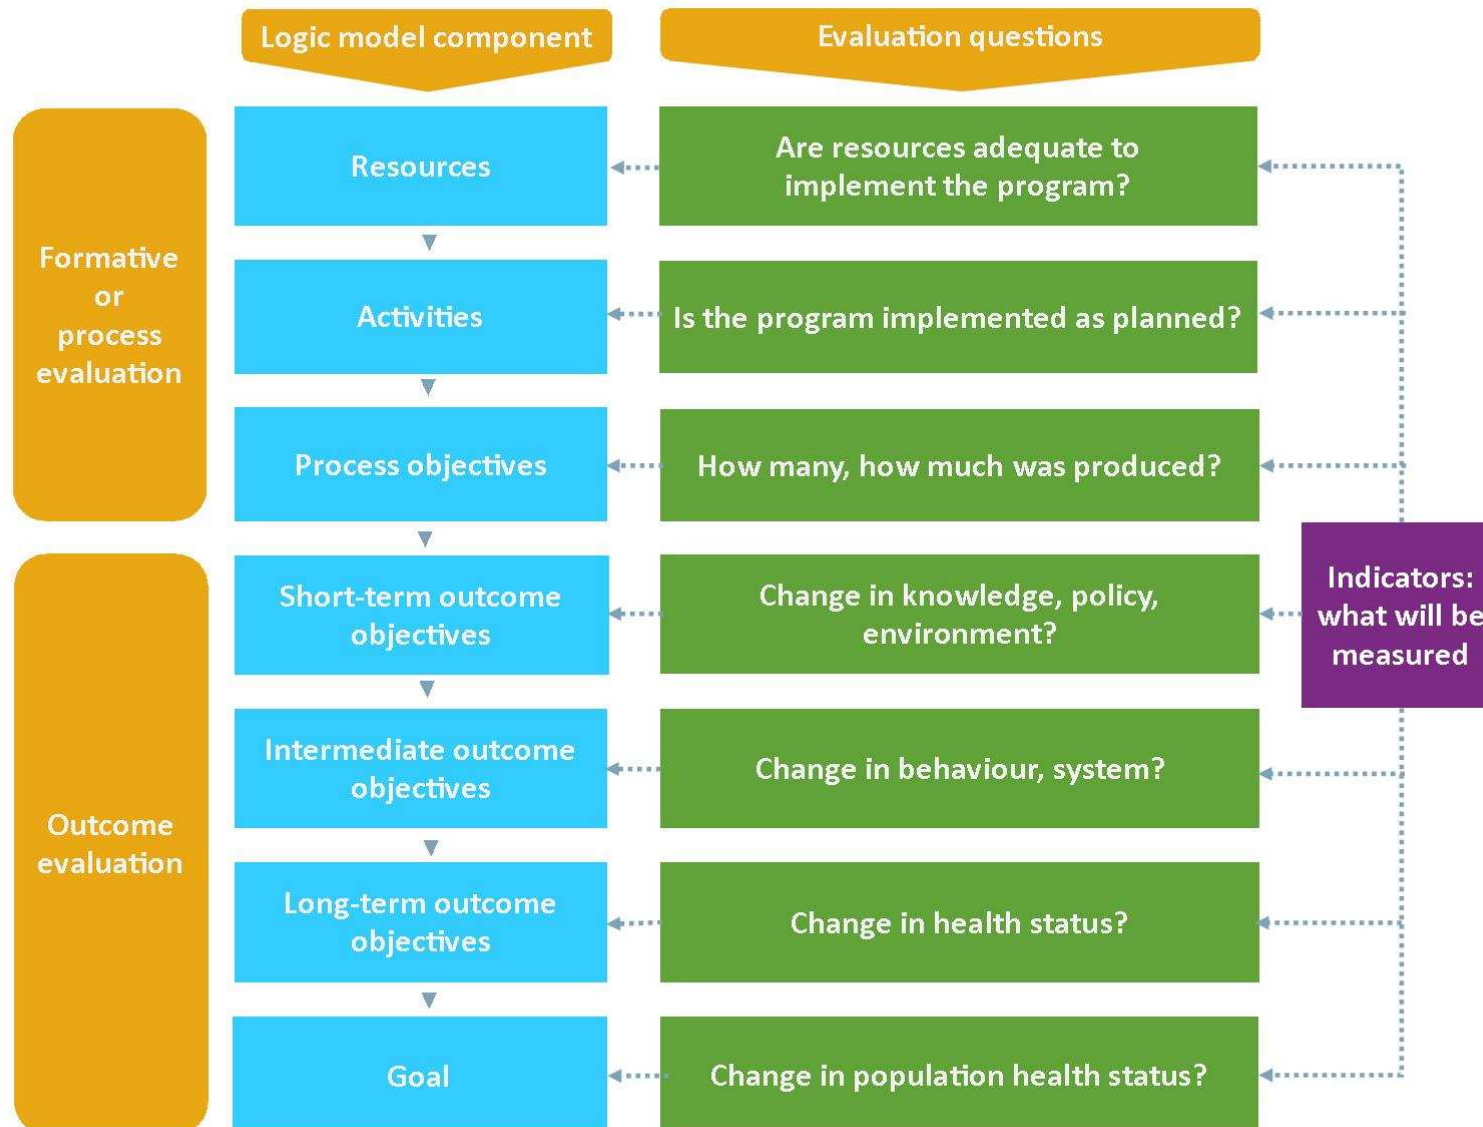 Logic model component
Evaluation questions
Formative
or
process
evaluation
Resources
Are resources adequate to
implement the program?
Activities
Is the program implemented as planned?
Process objectives
How many, how much was produced?
Outcome
evaluation
Short-term outcome
objectives
Change in knowledge, policy,
environment?
Intermediate outcome
objectives
Change in behaviour, system?
Long-term outcome
objectives
Change in health status?
Goal
Change in population health status?
Indicators:
what will be
measured